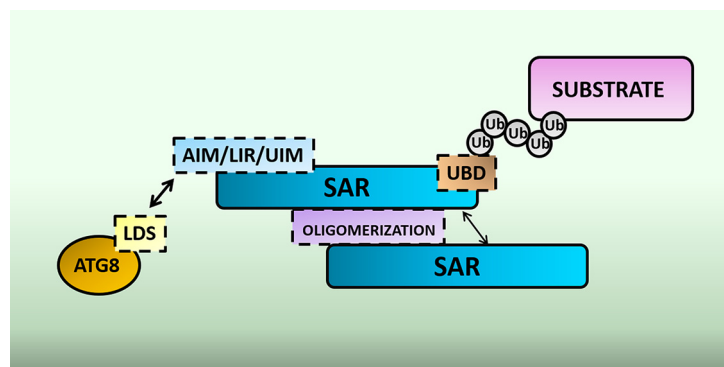 SUBSTRATE
Ub Ub Ub Ub Ub
AIM/LIR/UIM
UBD
SAR
LDS
OLIGOMERIZATION
ATG8
SAR